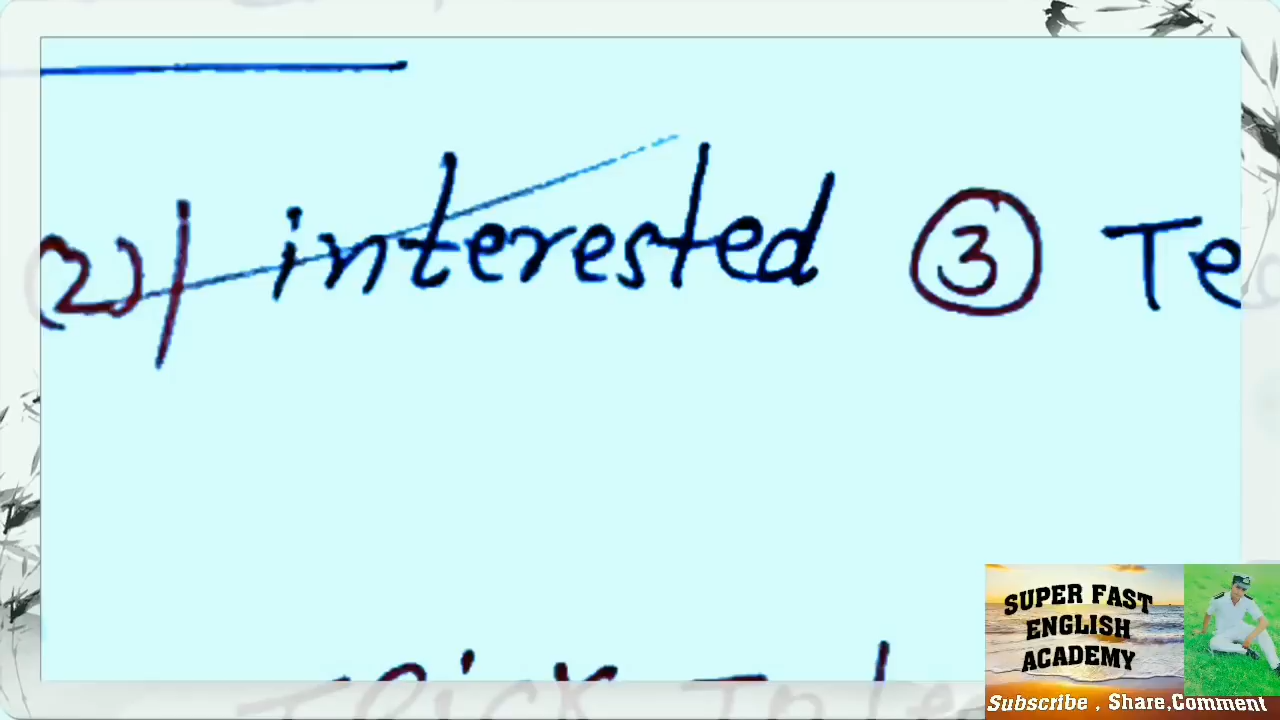 (2) | interested ③ Te
SUPER FAST
ENGLISH
ACADEMY
Subscribe , Share,Comment